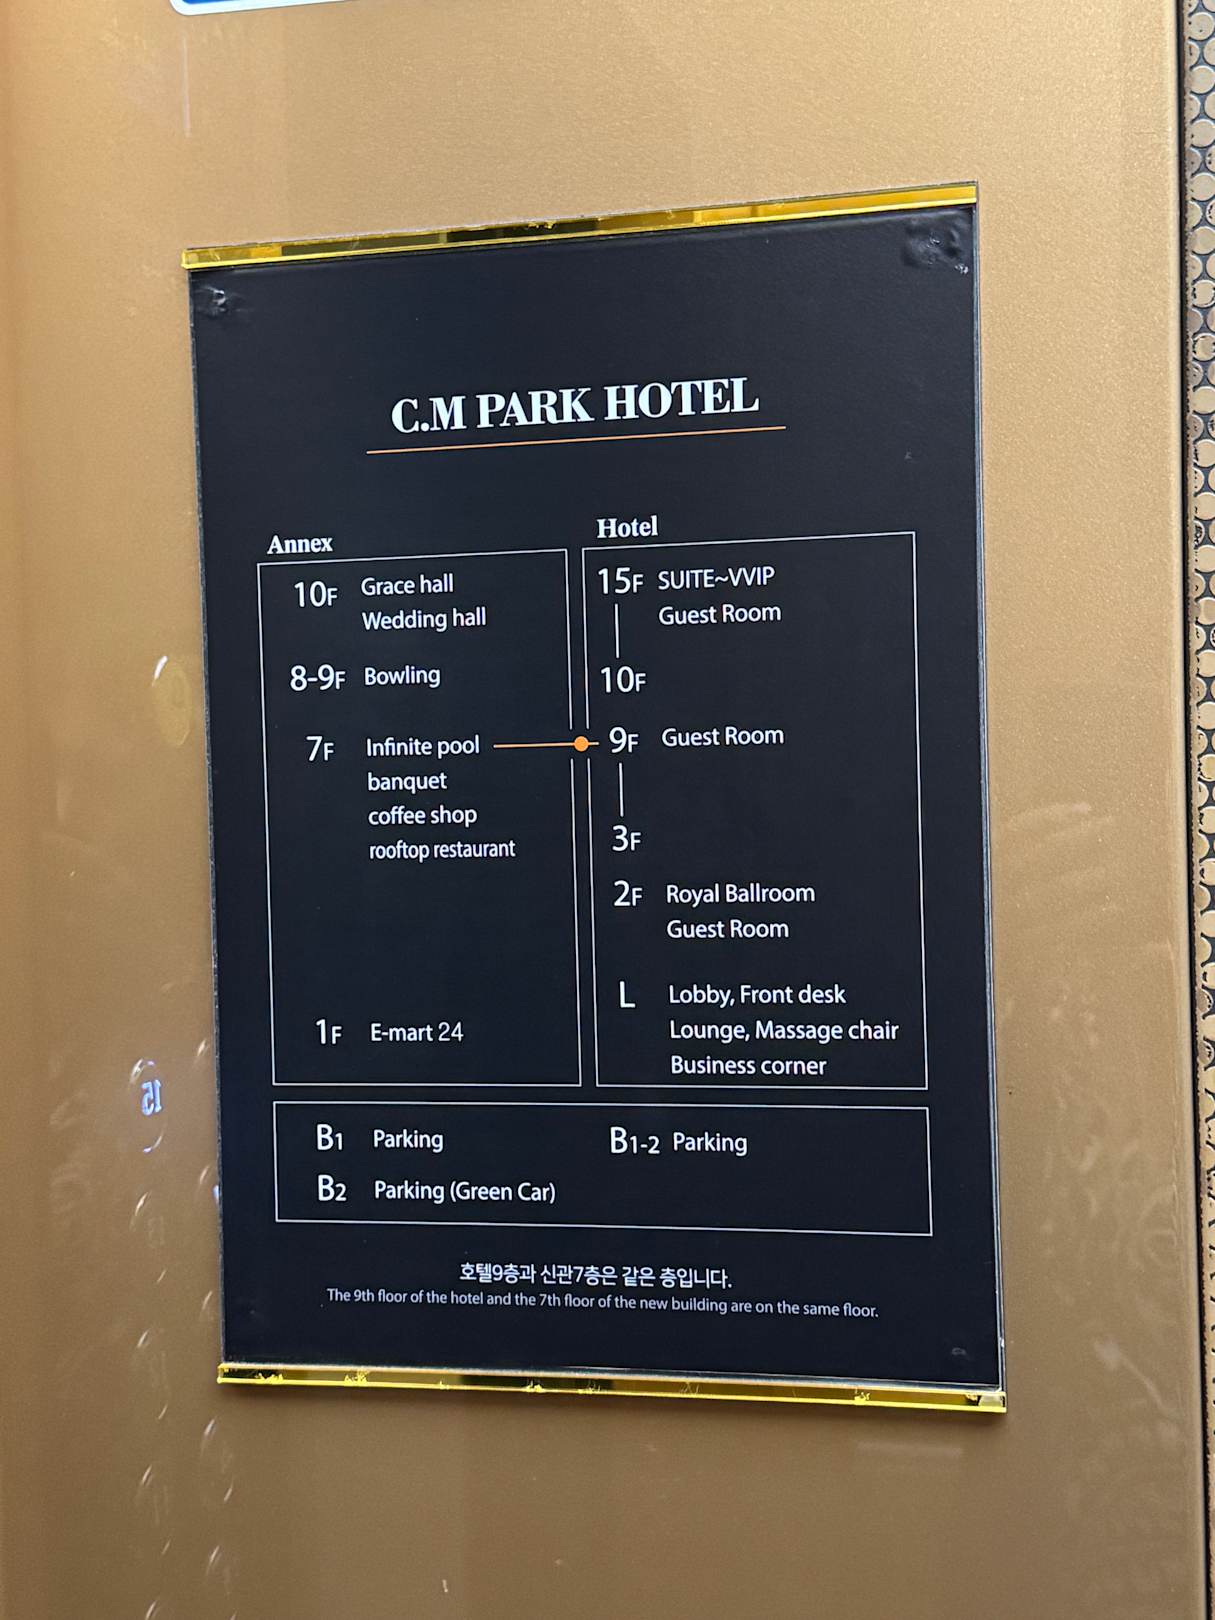 C.M PARK HOTEL
Annex
10F Grace hall
Wedding hall
8-9F Bowling
7F Infinite pool
banquet
coffee shop
rooftop restaurant
1F E-mart 24
Hotel
15F SUITE~VVIP
Guest Room
10F
9F Guest Room
3F
2F Royal Ballroom
Guest Room
L Lobby, Front desk
Lounge, Massage chair
Business corner
B1 Parking
B2 Parking (Green Car)
B1-2 Parking
호텔9층과 신관7층은 같은 층입니다.
The 9th floor of the hotel and the 7th floor of the new building are on the same floor.
15